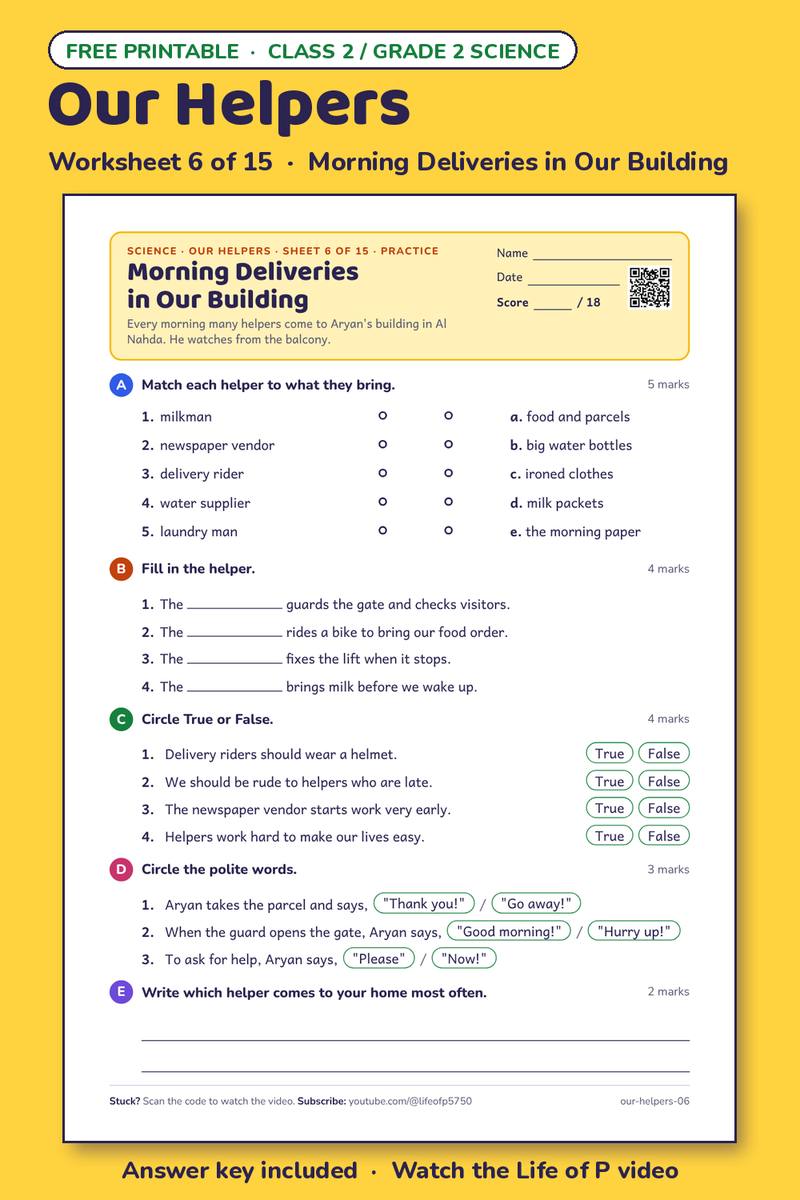 FREE PRINTABLE · CLASS 2 / GRADE 2 SCIENCE
Our Helpers
Worksheet 6 of 15 · Morning Deliveries in Our Building
SCIENCE · OUR HELPERS · SHEET 6 OF 15 · PRACTICE
Morning Deliveries
in Our Building
Every morning many helpers come to Aryan's building in Al
Nahda. He watches from the balcony.
Name
Date
Score / 18
A Match each helper to what they bring. 5 marks
1. milkman a. food and parcels
2. newspaper vendor b. big water bottles
3. delivery rider c. ironed clothes
4. water supplier d. milk packets
5. laundry man e. the morning paper
B Fill in the helper. 4 marks
1. The ____________ guards the gate and checks visitors.
2. The ____________ rides a bike to bring our food order.
3. The ____________ fixes the lift when it stops.
4. The ____________ brings milk before we wake up.
C Circle True or False. 4 marks
1. Delivery riders should wear a helmet. True False
2. We should be rude to helpers who are late. True False
3. The newspaper vendor starts work very early. True False
4. Helpers work hard to make our lives easy. True False
D Circle the polite words. 3 marks
1. Aryan takes the parcel and says, "Thank you!" / "Go away!"
2. When the guard opens the gate, Aryan says, "Good morning!" / "Hurry up!"
3. To ask for help, Aryan says, "Please" / "Now!"
E Write which helper comes to your home most often. 2 marks
Stuck? Scan the code to watch the video. Subscribe: youtube.com/@lifeofp5750 our-helpers-06
Answer key included · Watch the Life of P video